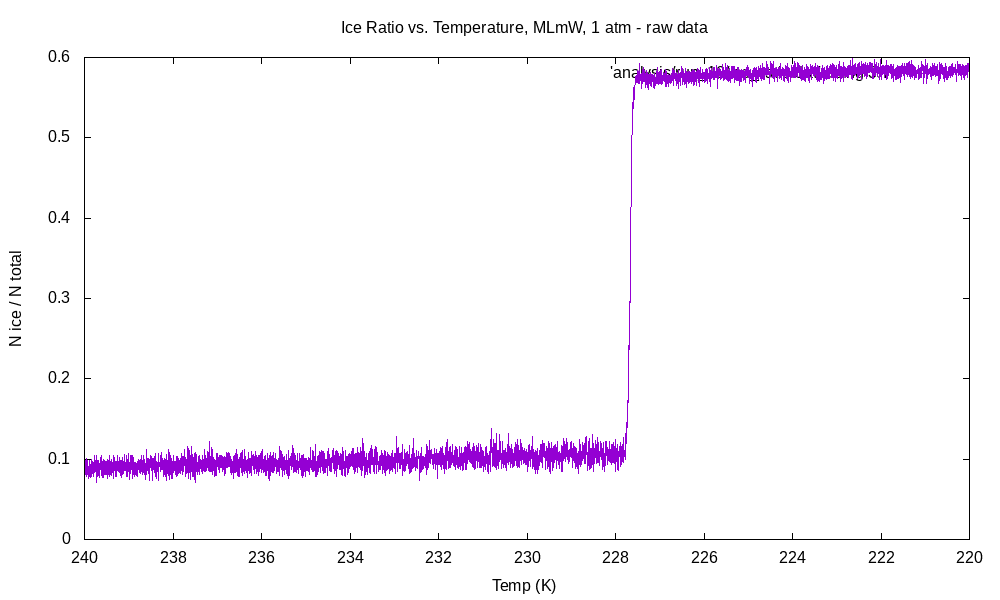 Ice Ratio vs. Temperature, MLmW, 1 atm - raw data
0.6
0.5
0.4
0.3
0.2
0.1
0
N ice / N total
240 238 236 234 232 230 228 226 224 222 220
Temp (K)